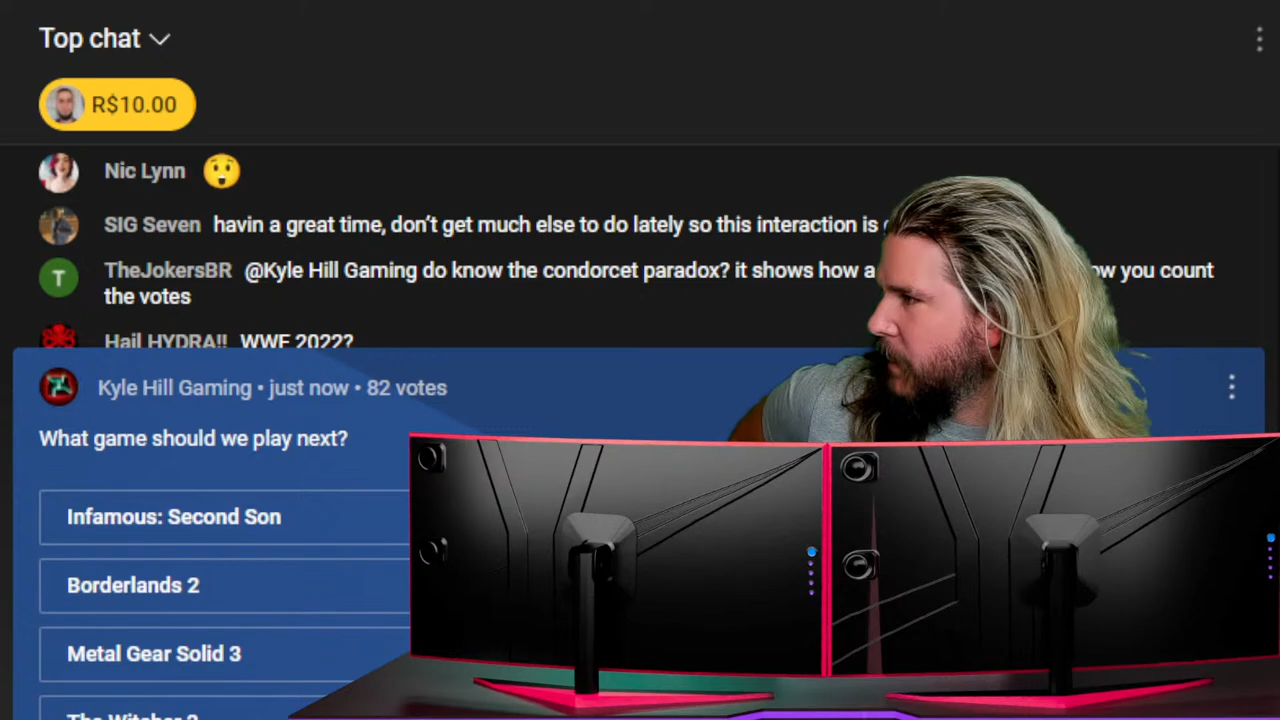 Top chat
R$10.00
Nic Lynn
SIG Seven havin a great time, don't get much else to do lately so this interaction is
TheJokersBR @Kyle Hill Gaming do know the condorcet paradox? it shows how a you count
the votes
Hail HYDRA!! WWE 2022?
Kyle Hill Gaming • just now • 82 votes
What game should we play next?
Infamous: Second Son
Borderlands 2
Metal Gear Solid 3
The Witcher